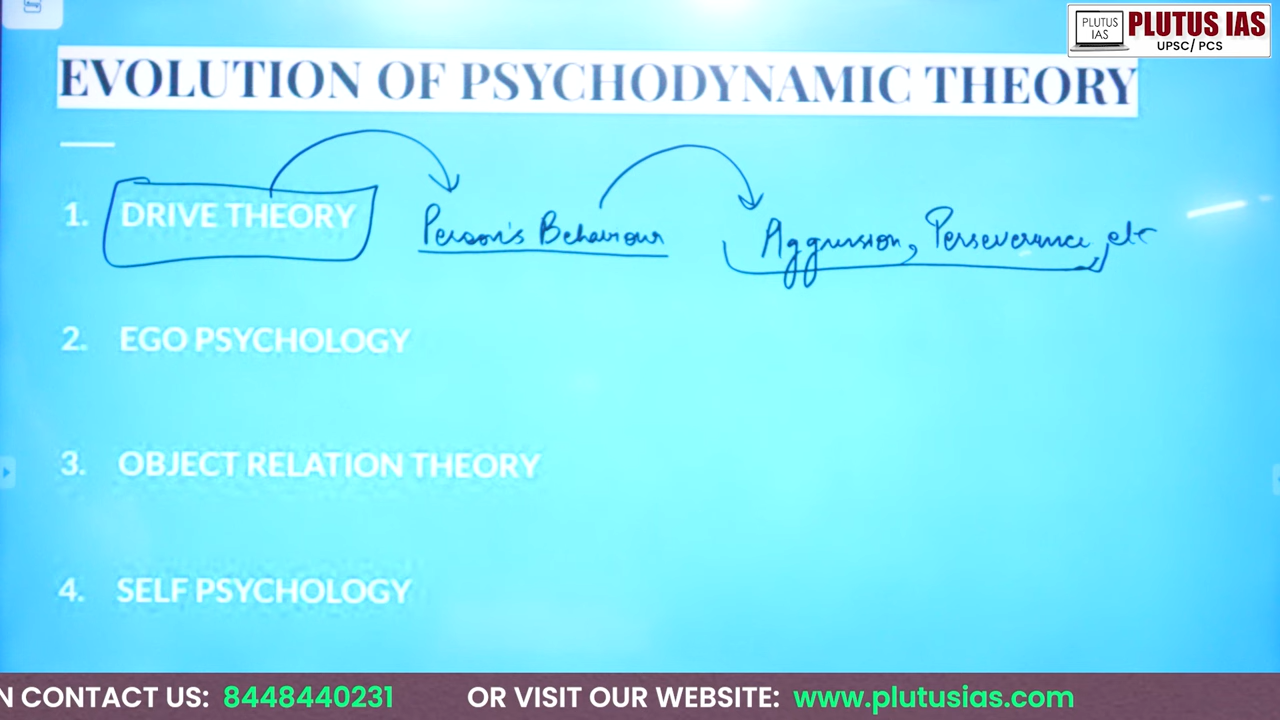 PLUTUS
IAS
PLUTUS IAS
UPSC/ PCS
EVOLUTION OF PSYCHODYNAMIC THEORY
1. DRIVE THEORY Person's Behaviour Aggression, Perseverance, etc
2. EGO PSYCHOLOGY
3. OBJECT RELATION THEORY
4. SELF PSYCHOLOGY
N CONTACT US: 8448440231 OR VISIT OUR WEBSITE: www.plutusias.com